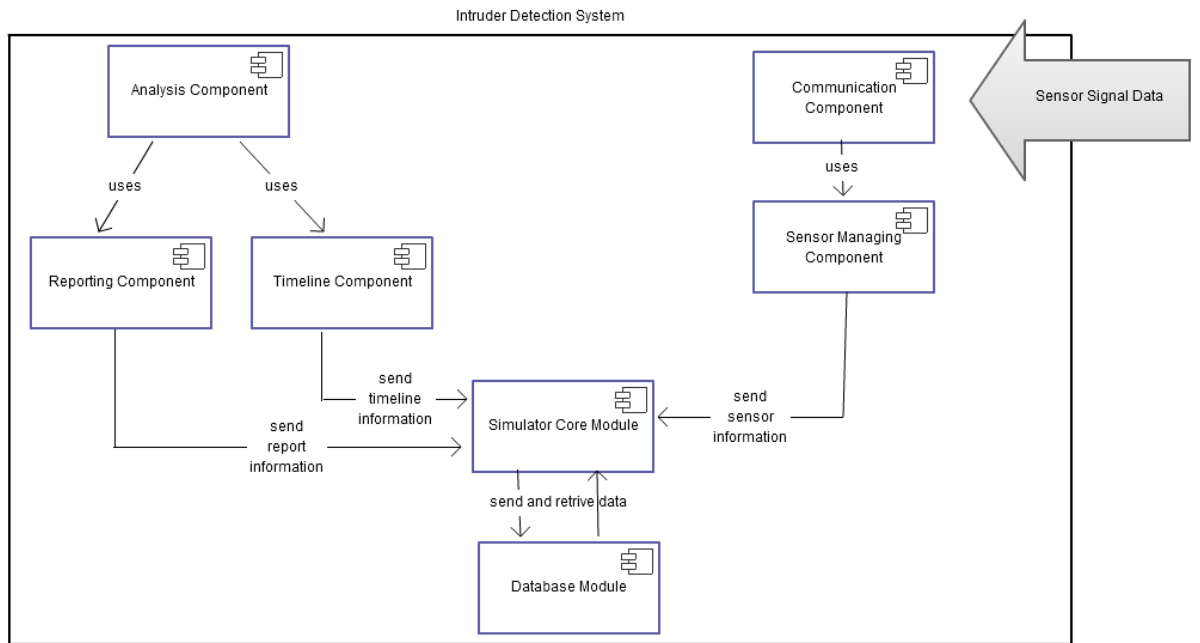 Intruder Detection System
Analysis Component
Communication
Component
Sensor Signal Data
uses
uses
uses
Reporting Component
Timeline Component
Sensor Managing
Component
send
timeline
information
send
report
information
Simulator Core Module
send
sensor
information
send and retrive data
Database Module